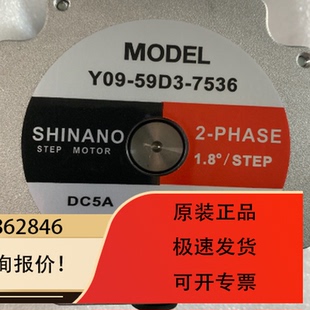 MODEL
Y09-59D3-7536
SHINANO
STEP MOTOR
2-PHASE
1.8°/STEP
DC5A
362846
询报价!
原装正品
极速发货
可开专票